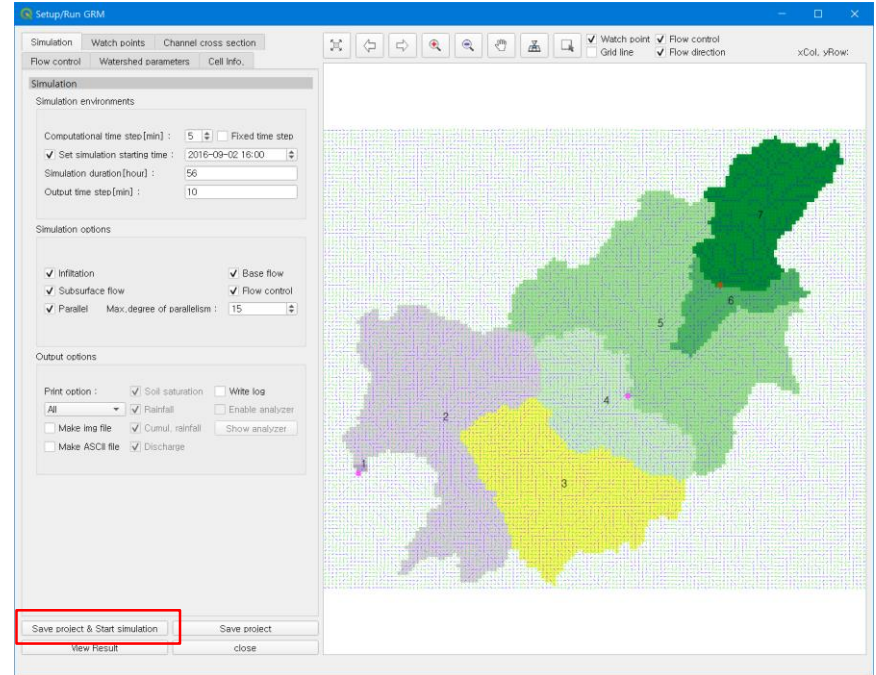 Setup/Run GRM
Simulation Watch points Channel cross section
Flow control Watershed parameters Cell Info.
Simulation
Simulation environments
Computational time step[min] : 5 Fixed time step
Set simulation starting time : 2016-09-02 16:00
Simulation duration[hour] : 56
Output time step[min] : 10
Simulation options
Infiltation Base flow
Subsurface flow Flow control
Parallel Max.degree of parallelism : 15
Output options
Print option : Soil saturation Write log
All Rainfall Enable analyzer
Make img file Cumul. rainfall Show analyzer
Make ASCII file Discharge
Save project & Start simulation Save project
View Result close
Watch point Flow control
Grid line Flow direction xCol, yRow:
7
6
5
4
2
1
3